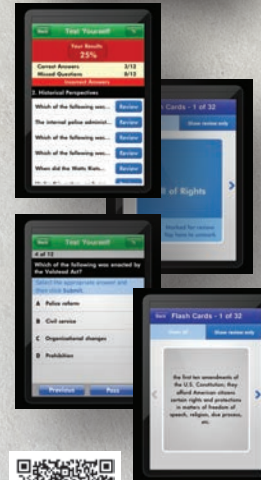 Back Test Yourself
Your Results
25%
Correct Answers 3/12
Missed Questions 9/12
Incorrect Answers
2. Historical Perspectives
Which of the following was... Review
The internal police administ... Review
Which of the following was... Review
Which of the following was... Review
When did the Watts Riots... Review
Cards - 1 of 32
Show review only
ll of Rights
Marked for review
Tap here to unmark
Back Test Yourself
4 of 12
Which of the following was enacted by
the Volstead Act?
Select the appropriate answer and
then click Submit.
A Police reform
B Civil service
C Organizational changes
D Prohibition
Previous Pass
Back Flash Cards - 1 of 32
Show all Show review only
the first ten amendments of
the U.S. Constitution; they
afford American citizens
certain rights and protections
in matters of freedom of
speech, religion, due process,
etc.